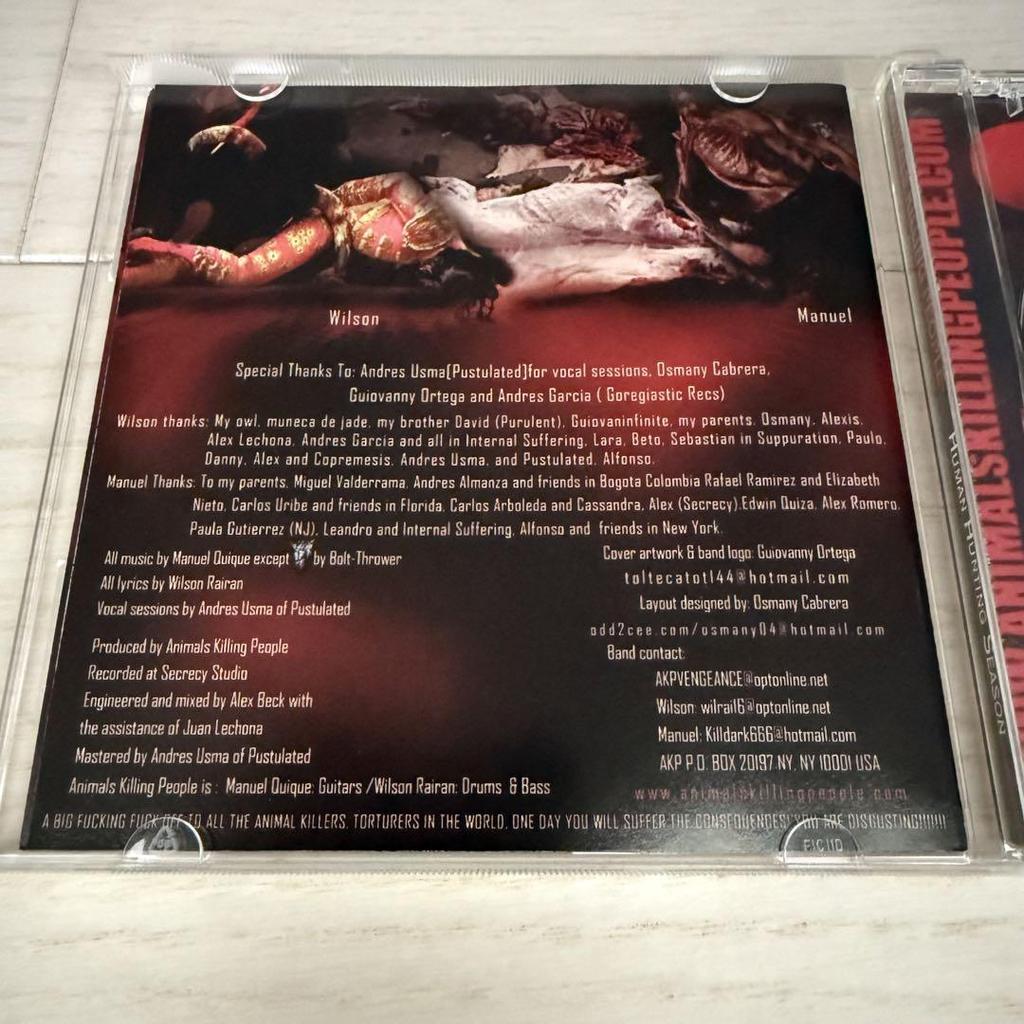 Wilson
Manuel
Special Thanks To: Andres Usma[Pustulated]for vocal sessions, Osmany Cabrera,
Guiovanny Ortega and Andres Garcia ( Goregiastic Recs)
Wilson thanks: My owl, muneca de jade, my brother David (Purulent), Guiovaninfinite, my parents, Osmany, Alexis,
Alex Lechona, Andres Garcia and all in Internal Suffering, Lara, Beto, Sebastian in Suppuration, Paulo,
Danny, Alex and Copremesis, Andres Usma, and Pustulated, Alfonso.
Manuel Thanks: To my parents, Miguel Valderrama, Andres Almanza and friends in Bogota Colombia Rafael Ramirez and Elizabeth
Nieto, Carlos Uribe and friends in Florida, Carlos Arboleda and Cassandra, Alex (Secrecy),Edwin Quiza, Alex Romero,
Paula Gutierrez (NJ), Leandro and Internal Suffering, Alfonso and friends in New York.
All music by Manuel Quique except by Bolt-Thrower
All lyrics by Wilson Rairan
Vocal sessions by Andres Usma of Pustulated
Produced by Animals Killing People
Recorded at Secrecy Studio
Engineered and mixed by Alex Beck with
the assistance of Juan Lechona
Mastered by Andres Usma of Pustulated
Animals Killing People is : Manuel Quique: Guitars /Wilson Rairan: Drums & Bass
Cover artwork & band logo: Guiovanny Ortega
toltecatotl44@hotmail.com
Layout designed by: Osmany Cabrera
odd2cee.com/osmany04@hotmail.com
Band contact:
AKPVENGEANCE@optonline.net
Wilson: wilrai16@optonline.net
Manuel: Killdark666@hotmail.com
AKP P.O. BOX 20197 NY, NY 10001 USA
www.animalskillingpeople.com
A BIG FUCKING FUCK OFF TO ALL THE ANIMAL KILLERS, TORTURERS IN THE WORLD, ONE DAY YOU WILL SUFFER THE CONSEQUENCES! YOU ARE DISGUSTING!!!!!!!
HUMAN HUNTING SEASON
ANIMALSKILLINGPEOPLE.COM